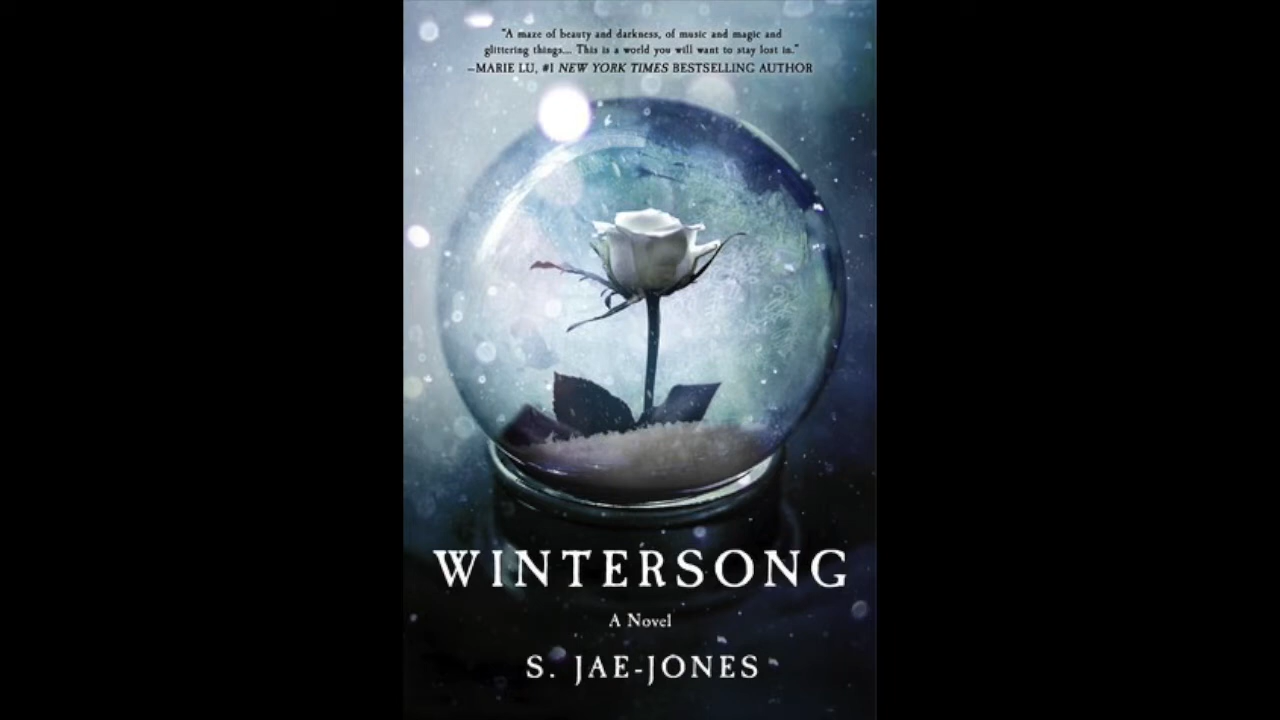 "A maze of beauty and darkness, of music and magic and
glittering things... This is a world you will want to stay lost in."
—MARIE LU, #1 NEW YORK TIMES BESTSELLING AUTHOR
WINTERSONG
A Novel
S. JAE-JONES